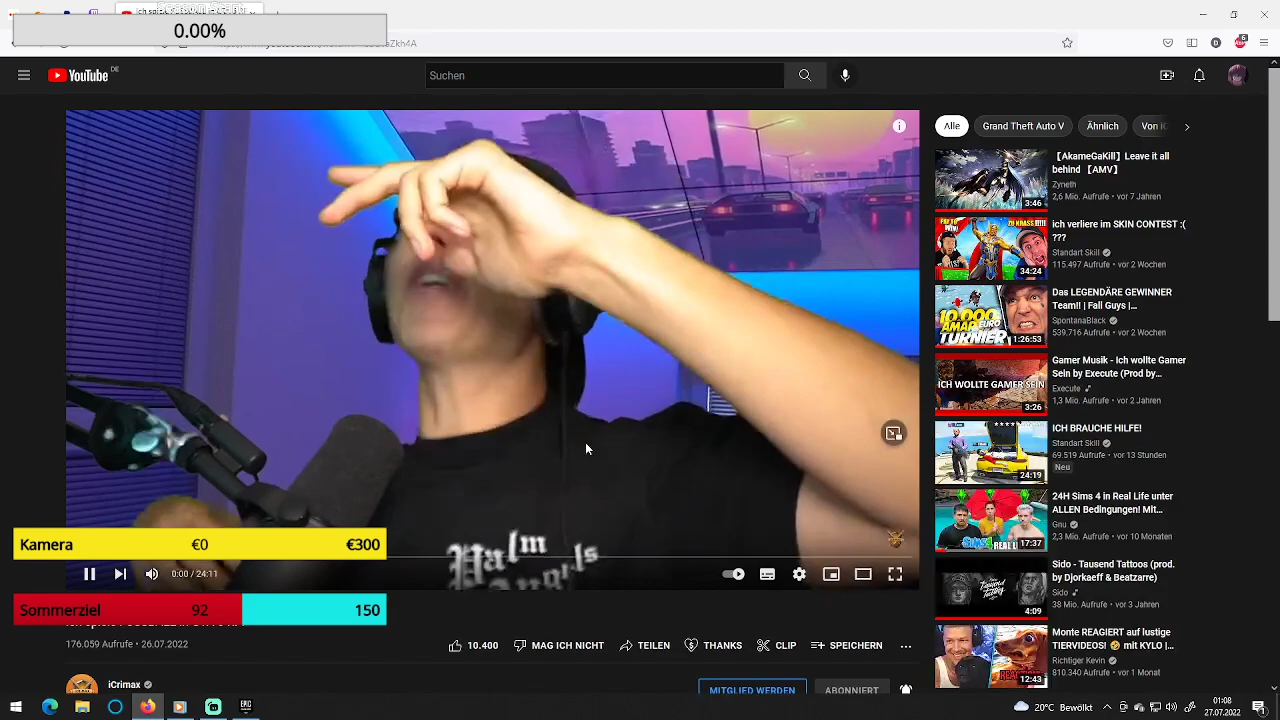 0.00%
YouTube DE
Suchen
Alle
Grand Theft Auto V
Ähnlich
3:46
【AkameGaKill】 Leave it all behind【AMV】
Zyneth
3,6 Mio. Aufrufe • vor 7 Jahren
34:24
ich verliere im SKIN CONTEST :( ???
Standart Skill
115.497 Aufrufe • vor 2 Wochen
10.000
TURNIER
1:26:53
Das LEGENDÄRE GEWINNER Team!! | Fall Guys |...
SpontanaBlack
539.716 Aufrufe • vor 2 Wochen
ICH WOLLTE GAMER SEIN
3:26
Gamer Musik - Ich wollte Gamer Sein by Execute (Prod by...
Execute
1,3 Mio. Aufrufe • vor 2 Jahren
24:19
ICH BRAUCHE HILFE!
Standart Skill
69.519 Aufrufe • vor 13 Stunden
Neu
17:37
24H Sims 4 in Real Life unter ALLEN Bedingungen! Mit...
Gnu
2,3 Mio. Aufrufe • vor 10 Monaten
4:09
Sido - Tausend Tattoos (prod. by Djorkaeff & Beatzarre)
Sido
38 Mio. Aufrufe • vor 3 Jahren
12:43
Monte REAGIERT auf lustige TIERVIDEOS! mit KYLO |...
Richtiger Kevin
810.340 Aufrufe • vor 1 Monat
Palm
Angels
Kamera €0 €300
0:00 / 24:11
Sommerziel 92 150
176.059 Aufrufe • 26.07.2022
10.400
MAG ICH NICHT
TEILEN
THANKS
CLIP
SPEICHERN
iCrimax
MITGLIED WERDEN
ABONNIERT
EPIC
01:08
01.08.2022